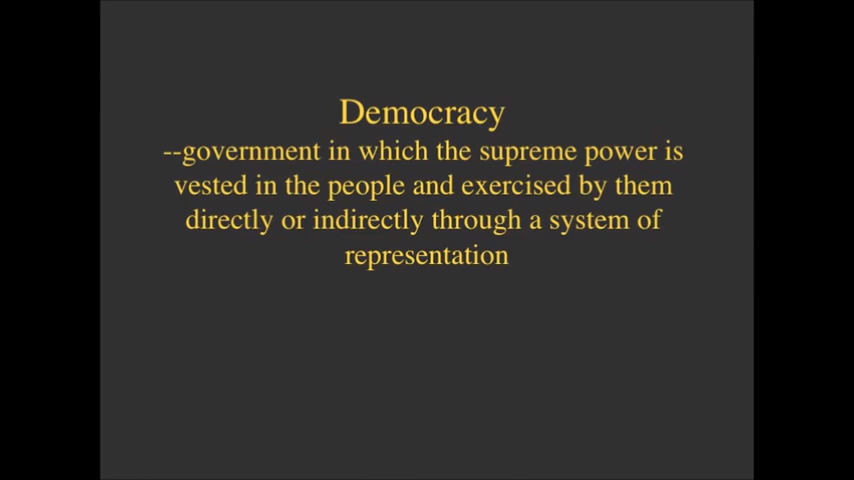 Democracy
--government in which the supreme power is
vested in the people and exercised by them
directly or indirectly through a system of
representation